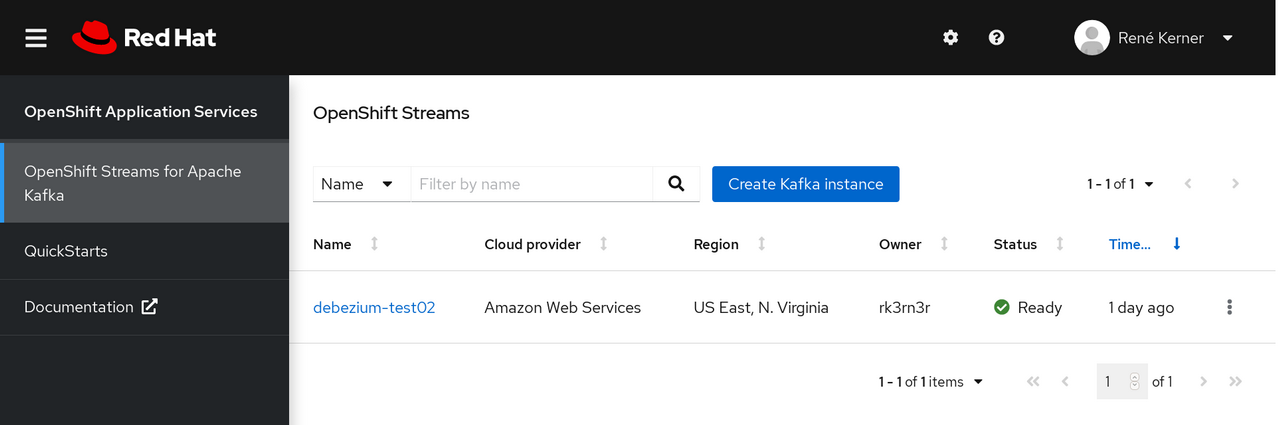 Red Hat
René Kerner
OpenShift Application Services
OpenShift Streams for Apache
Kafka
QuickStarts
Documentation
OpenShift Streams
Name
Filter by name
Create Kafka instance
1 - 1 of 1
Name Cloud provider Region Owner Status Time...
debezium-test02 Amazon Web Services US East, N. Virginia rk3rn3r Ready 1 day ago
1 - 1 of 1 items
1 of 1